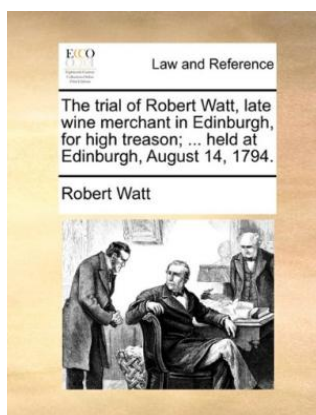 ECCO
Law and Reference
The trial of Robert Watt, late
wine merchant in Edinburgh,
for high treason; ... held at
Edinburgh, August 14, 1794.
Robert Watt